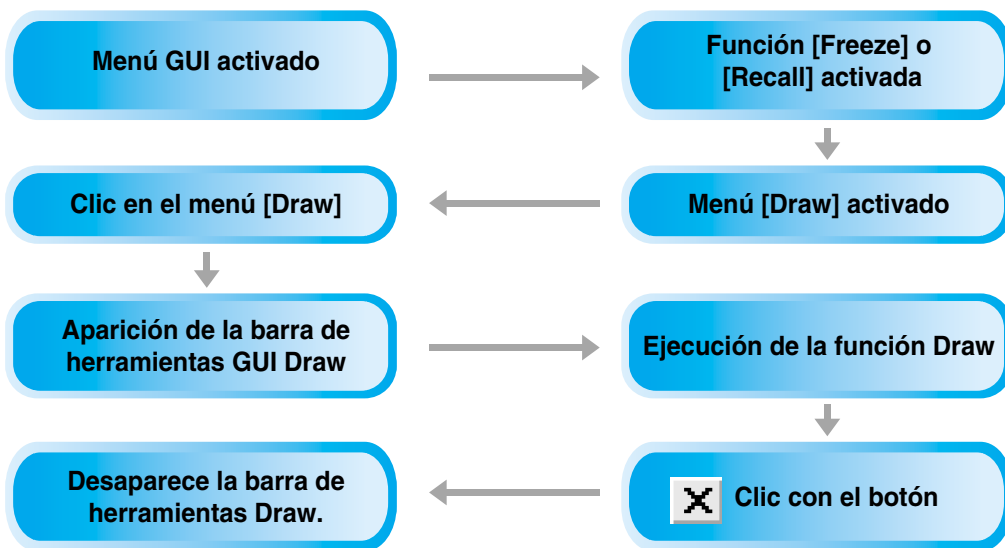 Menú GUI activado
Función [Freeze] o
[Recall] activada
Menú [Draw] activado
Clic en el menú [Draw]
Aparición de la barra de
herramientas GUI Draw
Ejecución de la función Draw
X Clic con el botón
Desaparece la barra de
herramientas Draw.